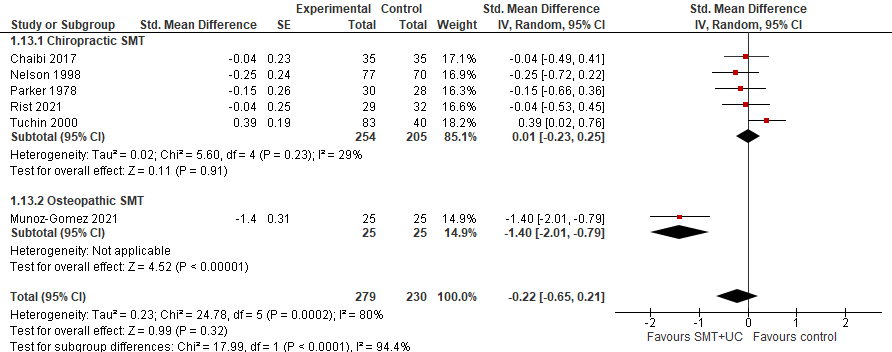 Experimental Control Std. Mean Difference Std. Mean Difference
Study or Subgroup Std. Mean Difference SE Total Total Weight IV, Random, 95% CI IV, Random, 95% CI
1.13.1 Chiropractic SMT
Chaibi 2017 -0.04 0.23 35 35 17.1% -0.04 [-0.49, 0.41]
Nelson 1998 -0.25 0.24 77 70 16.9% -0.25 [-0.72, 0.22]
Parker 1978 -0.15 0.26 30 28 16.4% -0.15 [-0.66, 0.36]
Rist 2021 -0.04 0.25 29 32 16.6% -0.04 [-0.53, 0.45]
Tuchin 2000 0.39 0.19 83 40 18.2% 0.39 [0.02, 0.76]
Subtotal (95% CI) 254 205 85.1% 0.01 [-0.23, 0.25]
Heterogeneity: Tau² = 0.02; Chi² = 5.60, df = 4 (P = 0.23); I² = 29%
Test for overall effect: Z = 0.11 (P = 0.91)
1.13.2 Osteopathic SMT
Munoz-Gomez 2021 -1.4 0.31 25 25 14.9% -1.40 [-2.01, -0.79]
Subtotal (95% CI) 25 25 14.9% -1.40 [-2.01, -0.79]
Heterogeneity: Not applicable
Test for overall effect: Z = 4.52 (P < 0.00001)
Total (95% CI) 279 230 100.0% -0.22 [-0.65, 0.21]
Heterogeneity: Tau² = 0.23; Chi² = 24.78, df = 5 (P = 0.0002); I² = 80%
Test for overall effect: Z = 0.99 (P = 0.32)
Test for subgroup differences: Chi² = 17.99, df = 1 (P < 0.0001), I² = 94.4%
-2 -1 0 1 2
Favours SMT+UC Favours control